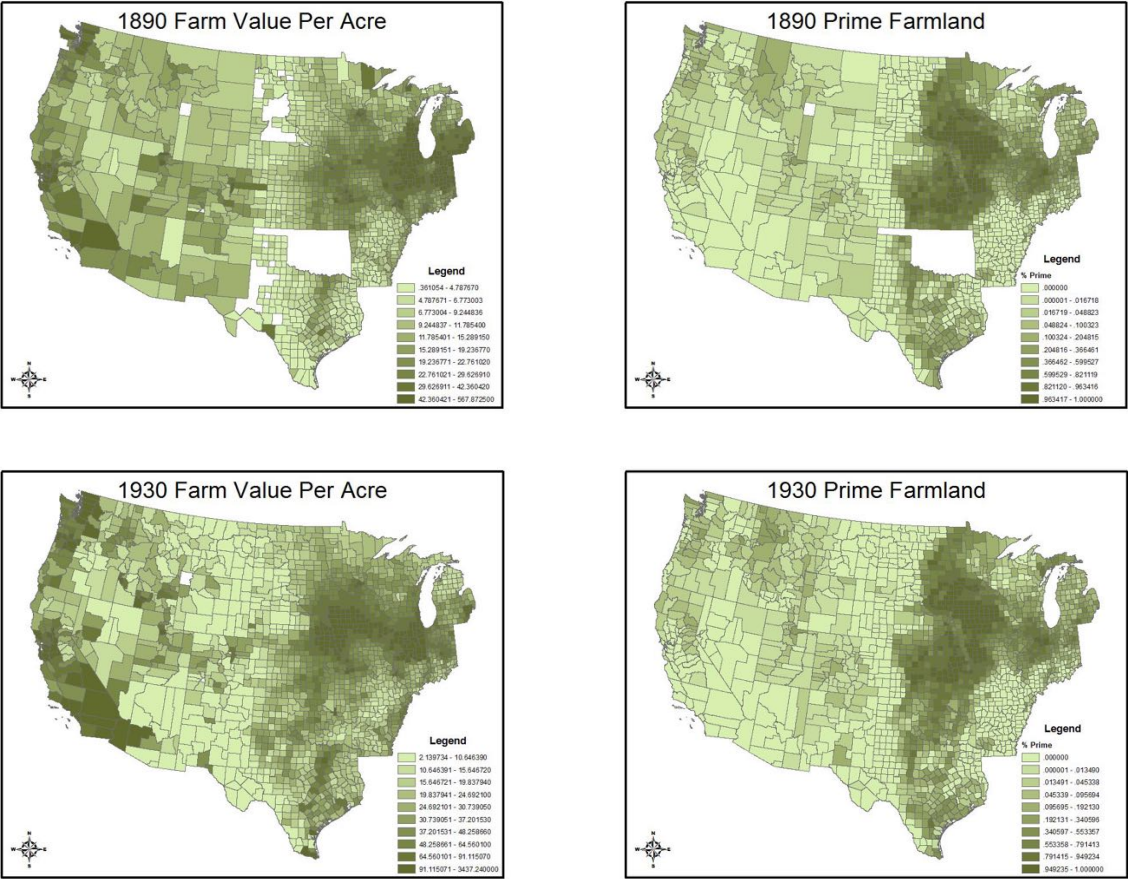 1890 Farm Value Per Acre
Legend
.361054 - 4.787670
4.787671 - 6.773003
6.773004 - 9.244836
9.244837 - 11.785400
11.785401 - 15.289150
15.289151 - 19.236770
19.236771 - 22.761020
22.761021 - 29.626910
29.626911 - 42.360420
42.360421 - 567.872500
N
W E
S
1890 Prime Farmland
Legend
% Prime
.000000
.000001 - .016718
.016719 - .048823
.048824 - .100323
.100324 - .204815
.204816 - .366461
.366462 - .599527
.599529 - .821119
.821120 - .963416
.963417 - 1.000000
N
W E
S
1930 Farm Value Per Acre
Legend
2.139734 - 10.646390
10.646391 - 15.646720
15.646721 - 19.837940
19.837941 - 24.692100
24.692101 - 30.739050
30.739051 - 37.201530
37.201531 - 48.258660
48.258661 - 64.560100
64.560101 - 91.115070
91.115071 - 3437.240000
N
W E
S
1930 Prime Farmland
Legend
% Prime
.000000
.000001 - .013490
.013491 - .045338
.045339 - .095694
.095695 - .192130
.192131 - .340596
.340597 - .553357
.553358 - .791413
.791415 - .949234
.949235 - 1.000000
N
W E
S